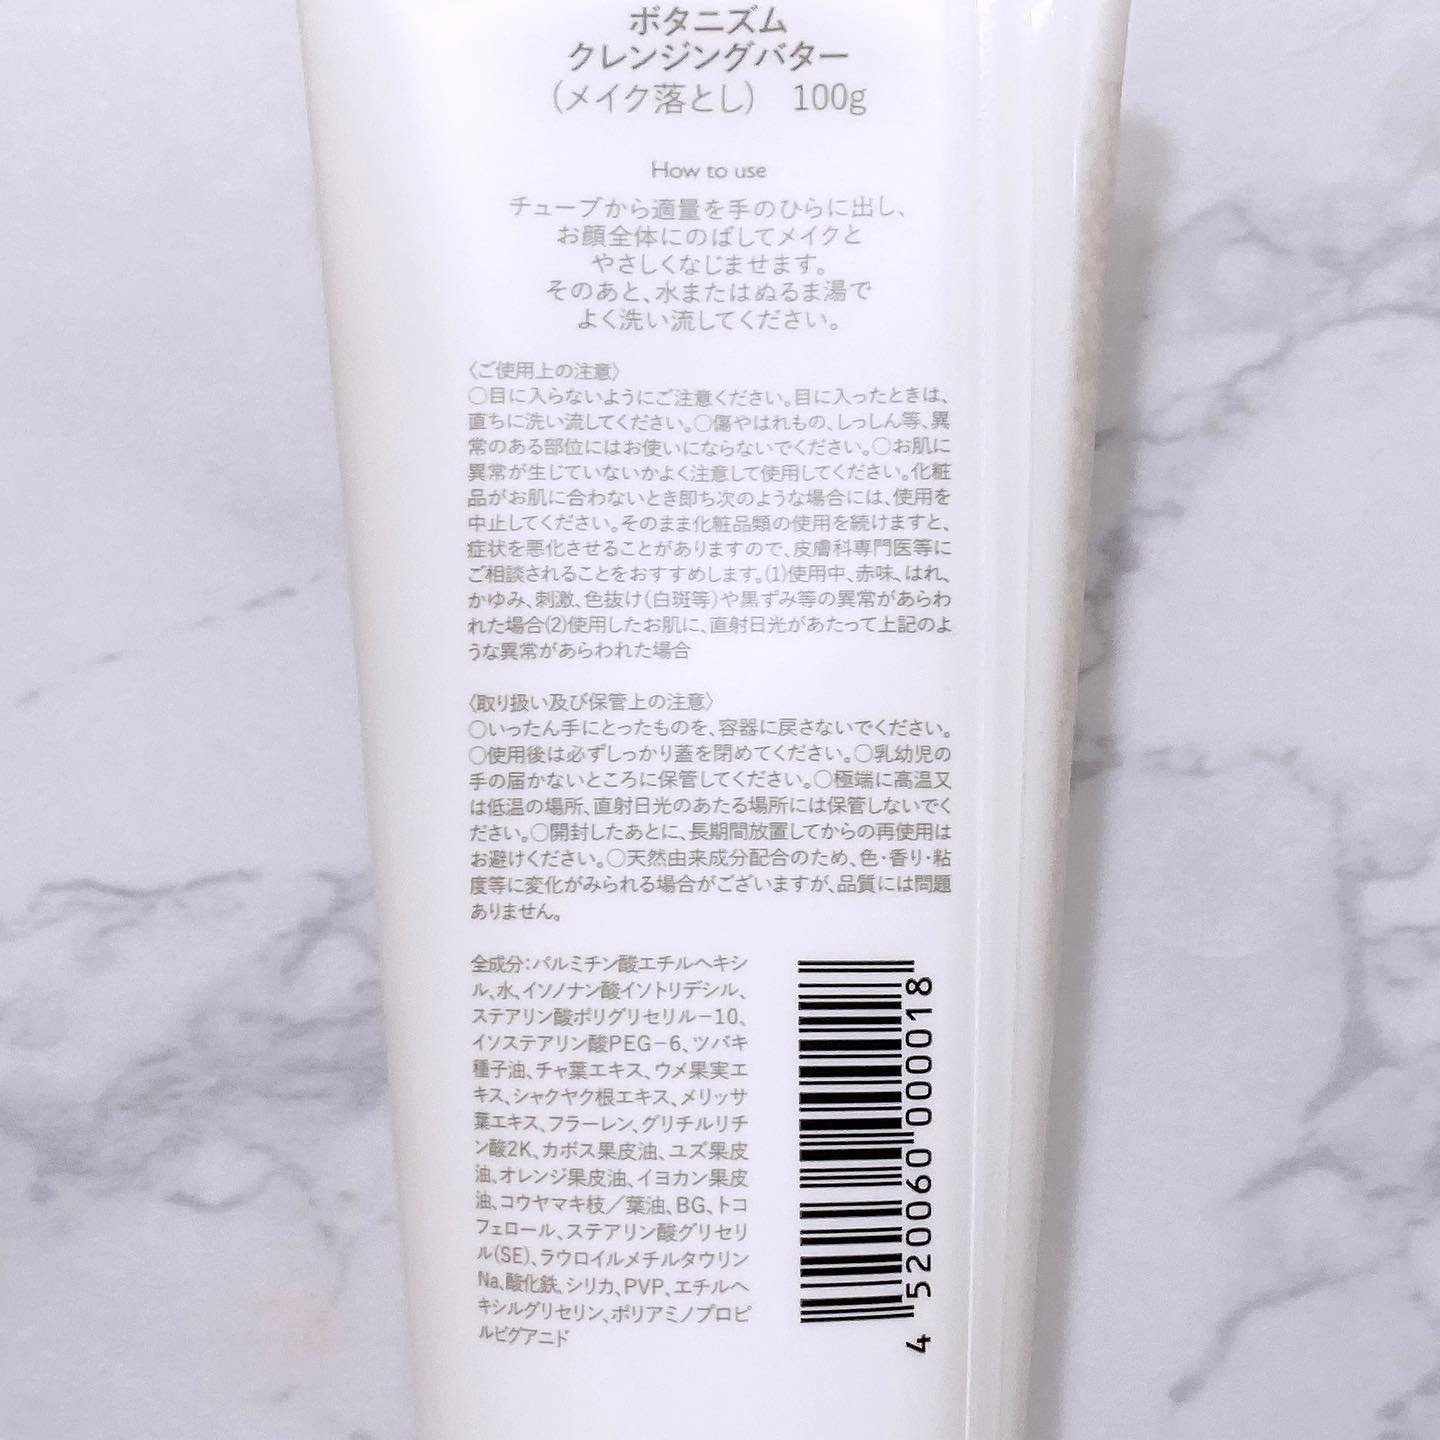 ボタニズム
クレンジングバター
(メイク落とし) 100g
How to use
チューブから適量を手のひらに出し、
お顔全体にのばしてメイクと
やさしくなじませます。
そのあと、水またはぬるま湯で
よく洗い流してください。
〈ご使用上の注意〉
○目に入らないようにご注意ください。目に入ったときは、
直ちに洗い流してください。○傷やはれもの、しっしん等、異
常のある部位にはお使いにならないでください。○お肌に
異常が生じていないかよく注意して使用してください。化粧
品がお肌に合わないとき即ち次のような場合には、使用を
中止してください。そのまま化粧品類の使用を続けますと、
症状を悪化させることがありますので、皮膚科専門医等に
ご相談されることをおすすめします。(1)使用中、赤味、はれ、
かゆみ、刺激、色抜け(白斑等)や黒ずみ等の異常があらわ
れた場合(2)使用したお肌に、直射日光があたって上記のよ
うな異常があらわれた場合
〈取り扱い及び保管上の注意〉
○いったん手にとったものを、容器に戻さないでください。
○使用後は必ずしっかり蓋を閉めてください。○乳幼児の
手の届かないところに保管してください。○極端に高温又
は低温の場所、直射日光のあたる場所には保管しないでく
ださい。○開封したあとに、長期間放置してからの再使用は
お避けください。○天然由来成分配合のため、色・香り・粘
度等に変化がみられる場合がございますが、品質には問題
ありません。
全成分:パルミチン酸エチルヘキシ
ル、水、イソノナン酸イソトリデシル、
ステアリン酸ポリグリセリル-10、
イソステアリン酸PEG-6、ツバキ
種子油、チャ葉エキス、ウメ果実エ
キス、シャクヤク根エキス、メリッサ
葉エキス、フラーレン、グリチルリチ
ン酸2K、カボス果皮油、ユズ果皮
油、オレンジ果皮油、イヨカン果皮
油、コウヤマキ枝/葉油、BG、トコ
フェロール、ステアリン酸グリセリ
ル(SE)、ラウロイルメチルタウリン
Na、酸化鉄、シリカ、PVP、エチルヘ
キシルグリセリン、ポリアミノプロピ
ルビグアニド
4 520060 000018